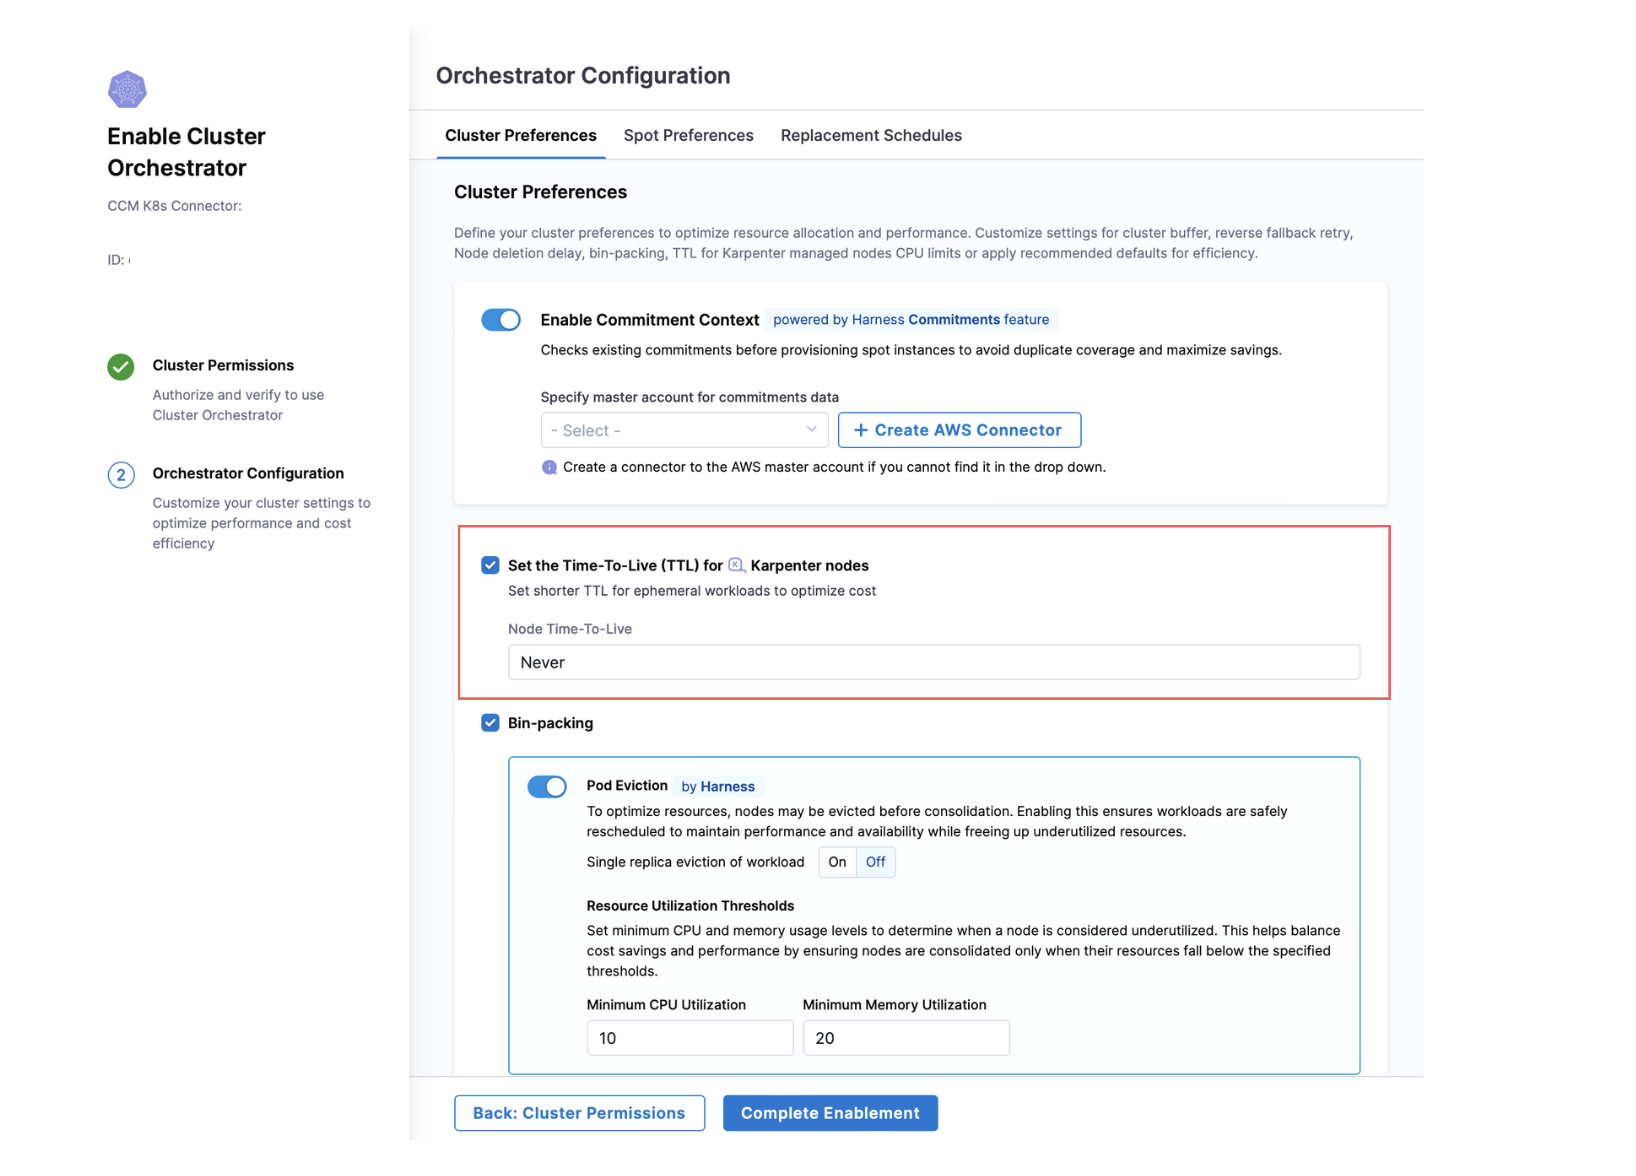 Enable Cluster
Orchestrator
CCM K8s Connector:
ID:
Cluster Permissions
Authorize and verify to use
Cluster Orchestrator
2
Orchestrator Configuration
Customize your cluster settings to
optimize performance and cost
efficiency
Orchestrator Configuration
Cluster Preferences
Spot Preferences
Replacement Schedules
Cluster Preferences
Define your cluster preferences to optimize resource allocation and performance. Customize settings for cluster buffer, reverse fallback retry,
Node deletion delay, bin-packing, TTL for Karpenter managed nodes CPU limits or apply recommended defaults for efficiency.
Enable Commitment Context powered by Harness Commitments feature
Checks existing commitments before provisioning spot instances to avoid duplicate coverage and maximize savings.
Specify master account for commitments data
- Select -
+ Create AWS Connector
Create a connector to the AWS master account if you cannot find it in the drop down.
Set the Time-To-Live (TTL) for Karpenter nodes
Set shorter TTL for ephemeral workloads to optimize cost
Node Time-To-Live
Never
Bin-packing
Pod Eviction by Harness
To optimize resources, nodes may be evicted before consolidation. Enabling this ensures workloads are safely
rescheduled to maintain performance and availability while freeing up underutilized resources.
Single replica eviction of workload On Off
Resource Utilization Thresholds
Set minimum CPU and memory usage levels to determine when a node is considered underutilized. This helps balance
cost savings and performance by ensuring nodes are consolidated only when their resources fall below the specified
thresholds.
Minimum CPU Utilization
10
Minimum Memory Utilization
20
Back: Cluster Permissions
Complete Enablement